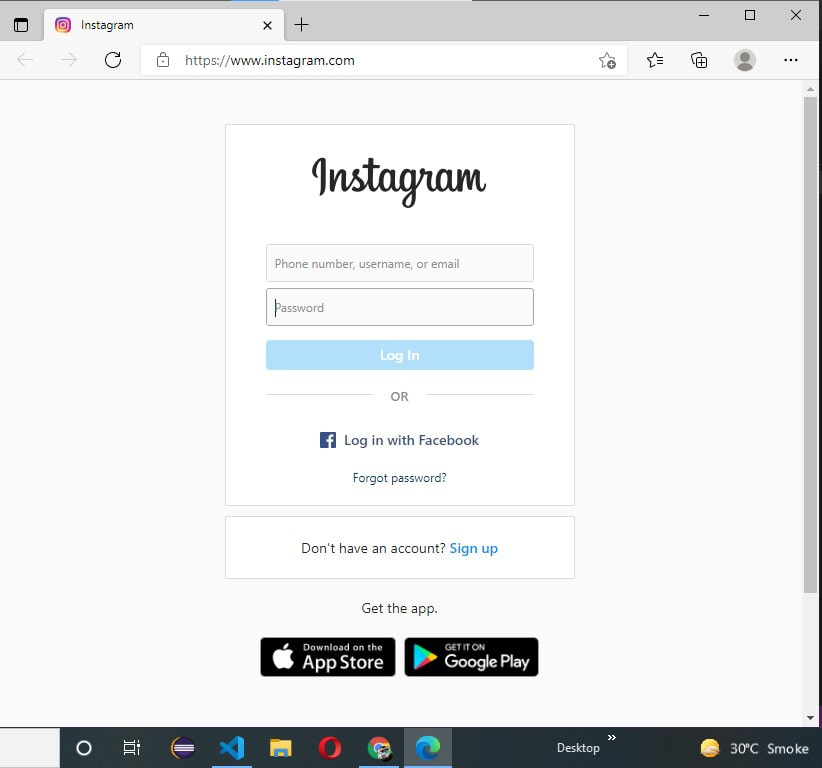 Instagram
https://www.instagram.com
Instagram
Phone number, username, or email
Password
Log In
OR
Log in with Facebook
Forgot password?
Don't have an account? Sign up
Get the app.
Download on the
App Store
GET IT ON
Google Play
Desktop
30°C Smoke